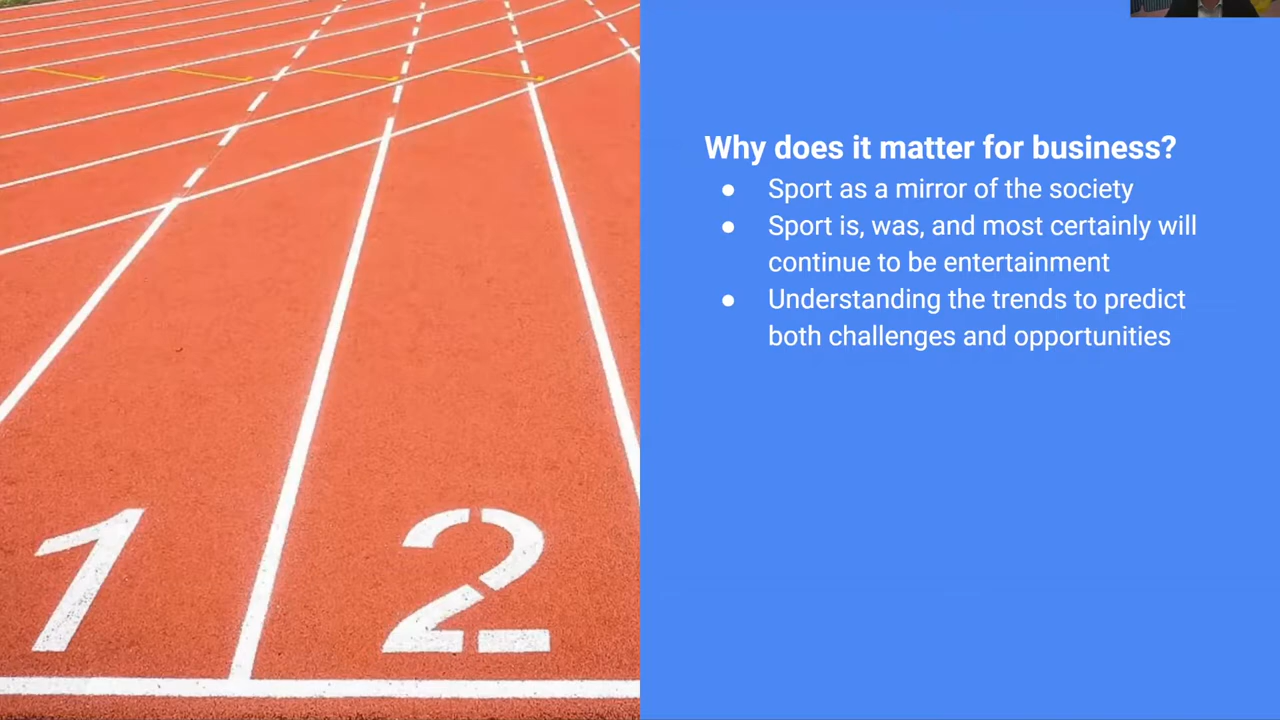 Why does it matter for business?
● Sport as a mirror of the society
● Sport is, was, and most certainly will
continue to be entertainment
● Understanding the trends to predict
both challenges and opportunities
1 2